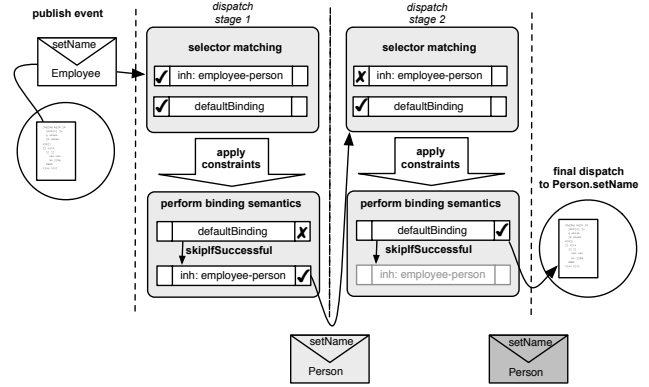 publish event
dispatch
stage 1
dispatch
stage 2
setName
Employee
selector matching
inh: employee-person
defaultBinding
selector matching
inh: employee-person
defaultBinding
apply
constraints
apply
constraints
final dispatch
to Person.setName
perform binding semantics
defaultBinding
skipIfSuccessful
inh: employee-person
perform binding semantics
defaultBinding
skipIfSuccessful
inh: employee-person
setName
Person
setName
Person